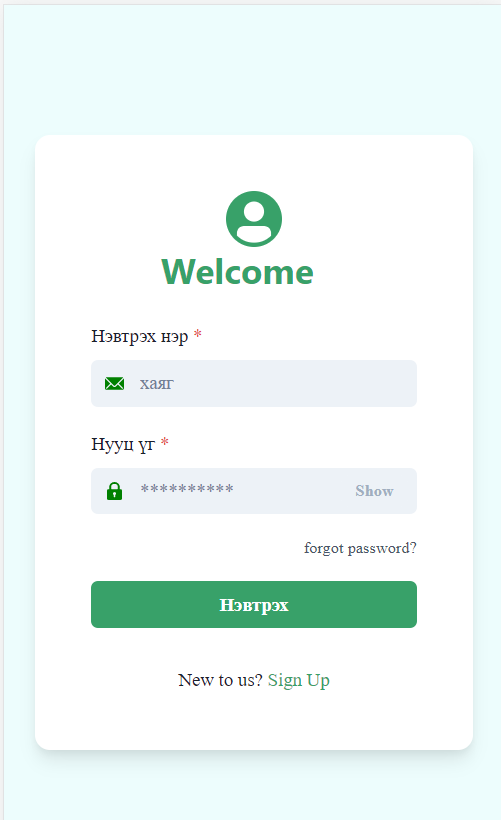 Welcome
Нэвтрэх нэр *
хаяг
Нууц үг *
********** Show
forgot password?
Нэвтрэх
New to us? Sign Up